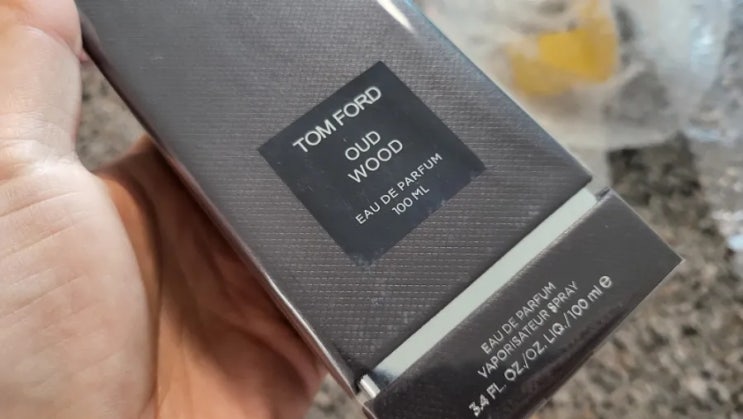 TOM FORD
OUD
WOOD
EAU DE PARFUM
100 ML
EAU DE PARFUM
VAPORISATEUR SPRAY
3.4 FL. OZ./OZ. LIQ./100 ml e